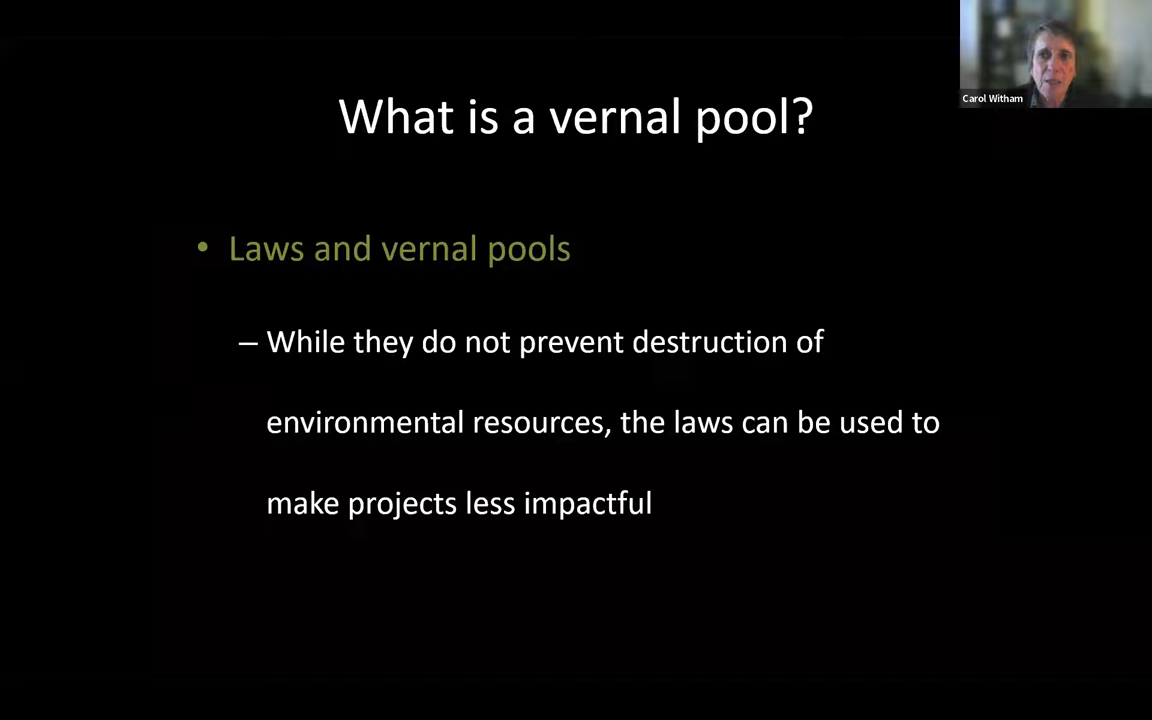 Carol Witham
What is a vernal pool?
• Laws and vernal pools
– While they do not prevent destruction of
environmental resources, the laws can be used to
make projects less impactful